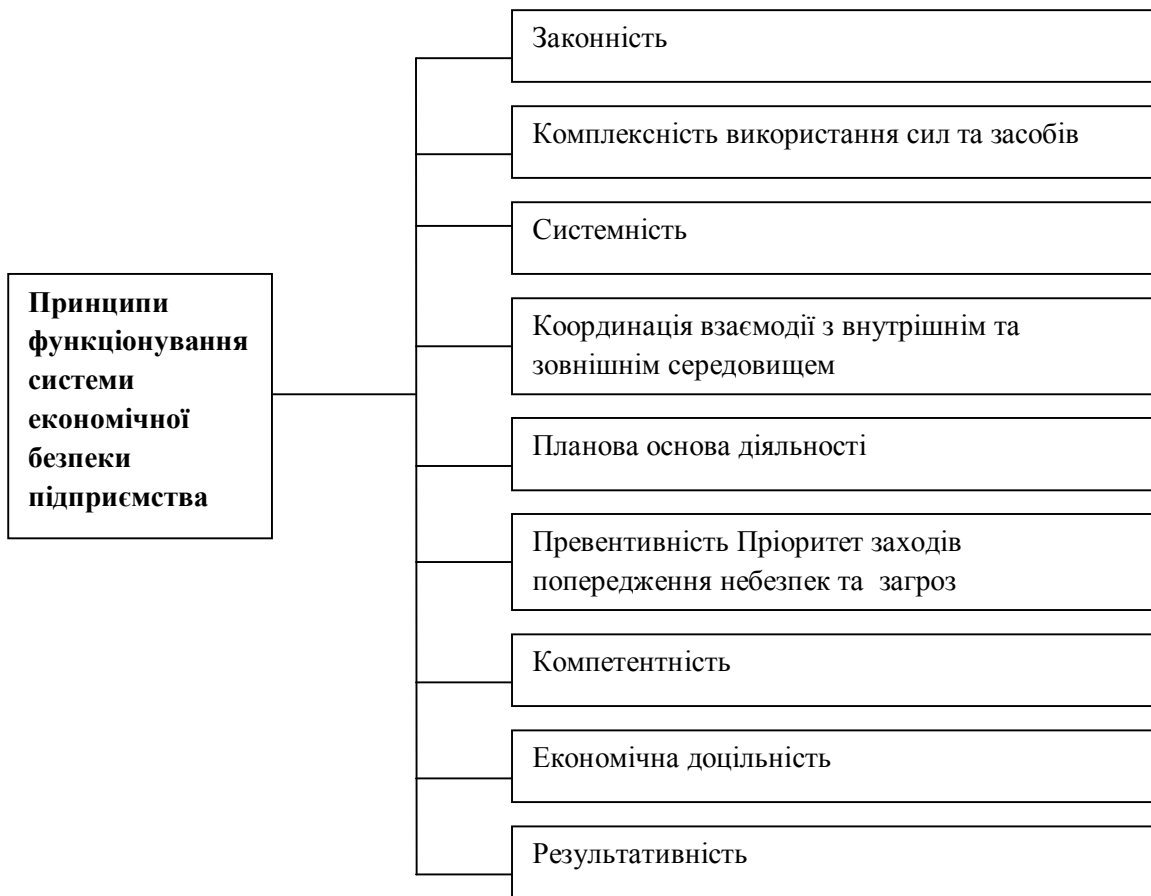 Принципи
функціонування
системи
економічної
безпеки
підприємства
Законність
Комплексність використання сил та засобів
Системність
Координація взаємодії з внутрішнім та
зовнішнім середовищем
Планова основа діяльності
Превентивність Пріоритет заходів
попередження небезпек та загроз
Компетентність
Економічна доцільність
Результативність